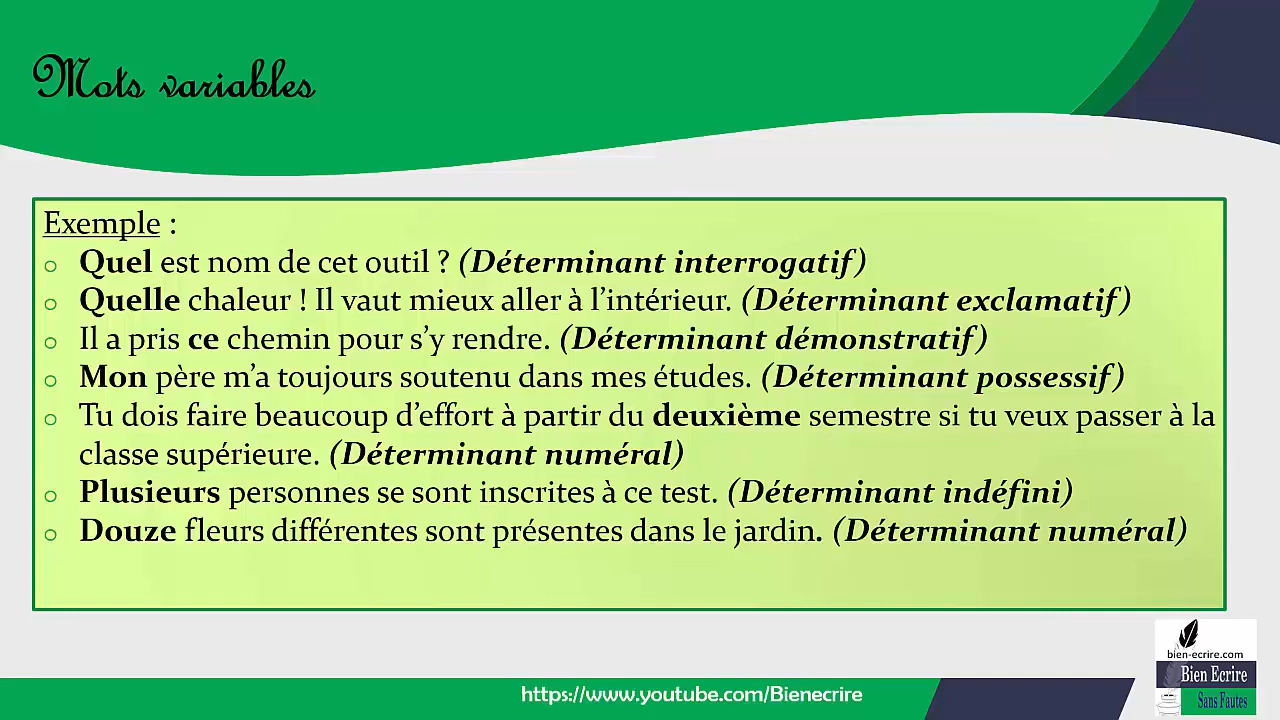 Mots variables
Exemple :
o Quel est nom de cet outil ? (Déterminant interrogatif)
o Quelle chaleur ! Il vaut mieux aller à l’intérieur. (Déterminant exclamatif)
o Il a pris ce chemin pour s’y rendre. (Déterminant démonstratif)
o Mon père m’a toujours soutenu dans mes études. (Déterminant possessif)
o Tu dois faire beaucoup d’effort à partir du deuxième semestre si tu veux passer à la
classe supérieure. (Déterminant numéral)
o Plusieurs personnes se sont inscrites à ce test. (Déterminant indéfini)
o Douze fleurs différentes sont présentes dans le jardin. (Déterminant numéral)
bien-ecrire.com
Bien Ecrire
Sans Fautes
https://www.youtube.com/Bienecrire